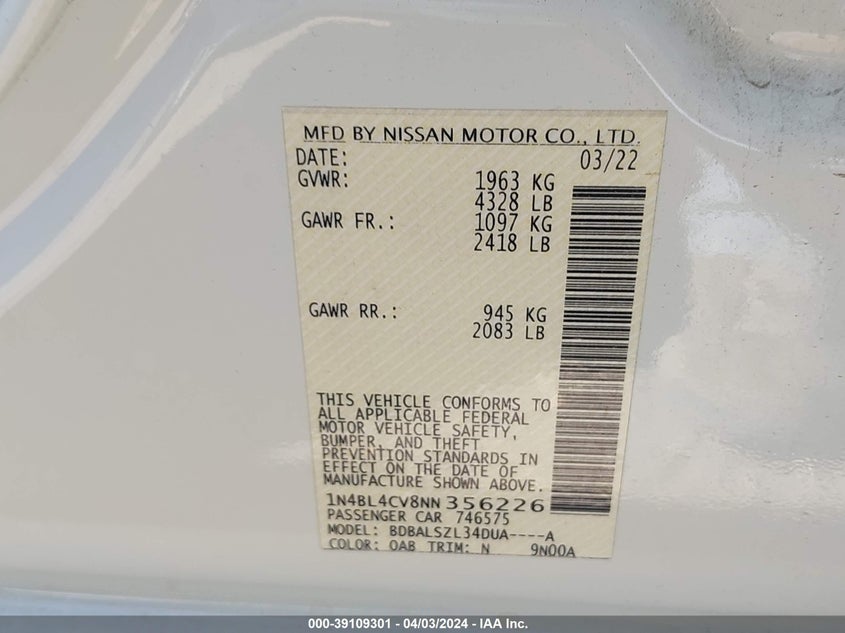 MFD BY NISSAN MOTOR CO., LTD.
DATE: 03/22
GVWR: 1963 KG
4328 LB
GAWR FR.: 1097 KG
2418 LB
GAWR RR.: 945 KG
2083 LB
THIS VEHICLE CONFORMS TO
ALL APPLICABLE FEDERAL
MOTOR VEHICLE SAFETY,
BUMPER, AND THEFT
PREVENTION STANDARDS IN
EFFECT ON THE DATE OF
MANUFACTURE SHOWN ABOVE.
1N4BL4CV8NN356226
PASSENGER CAR 746575
MODEL: BDBALSZL34DUA----A
COLOR: QAB TRIM: N 9N00A
000-39109301 - 04/03/2024 - IAA Inc.